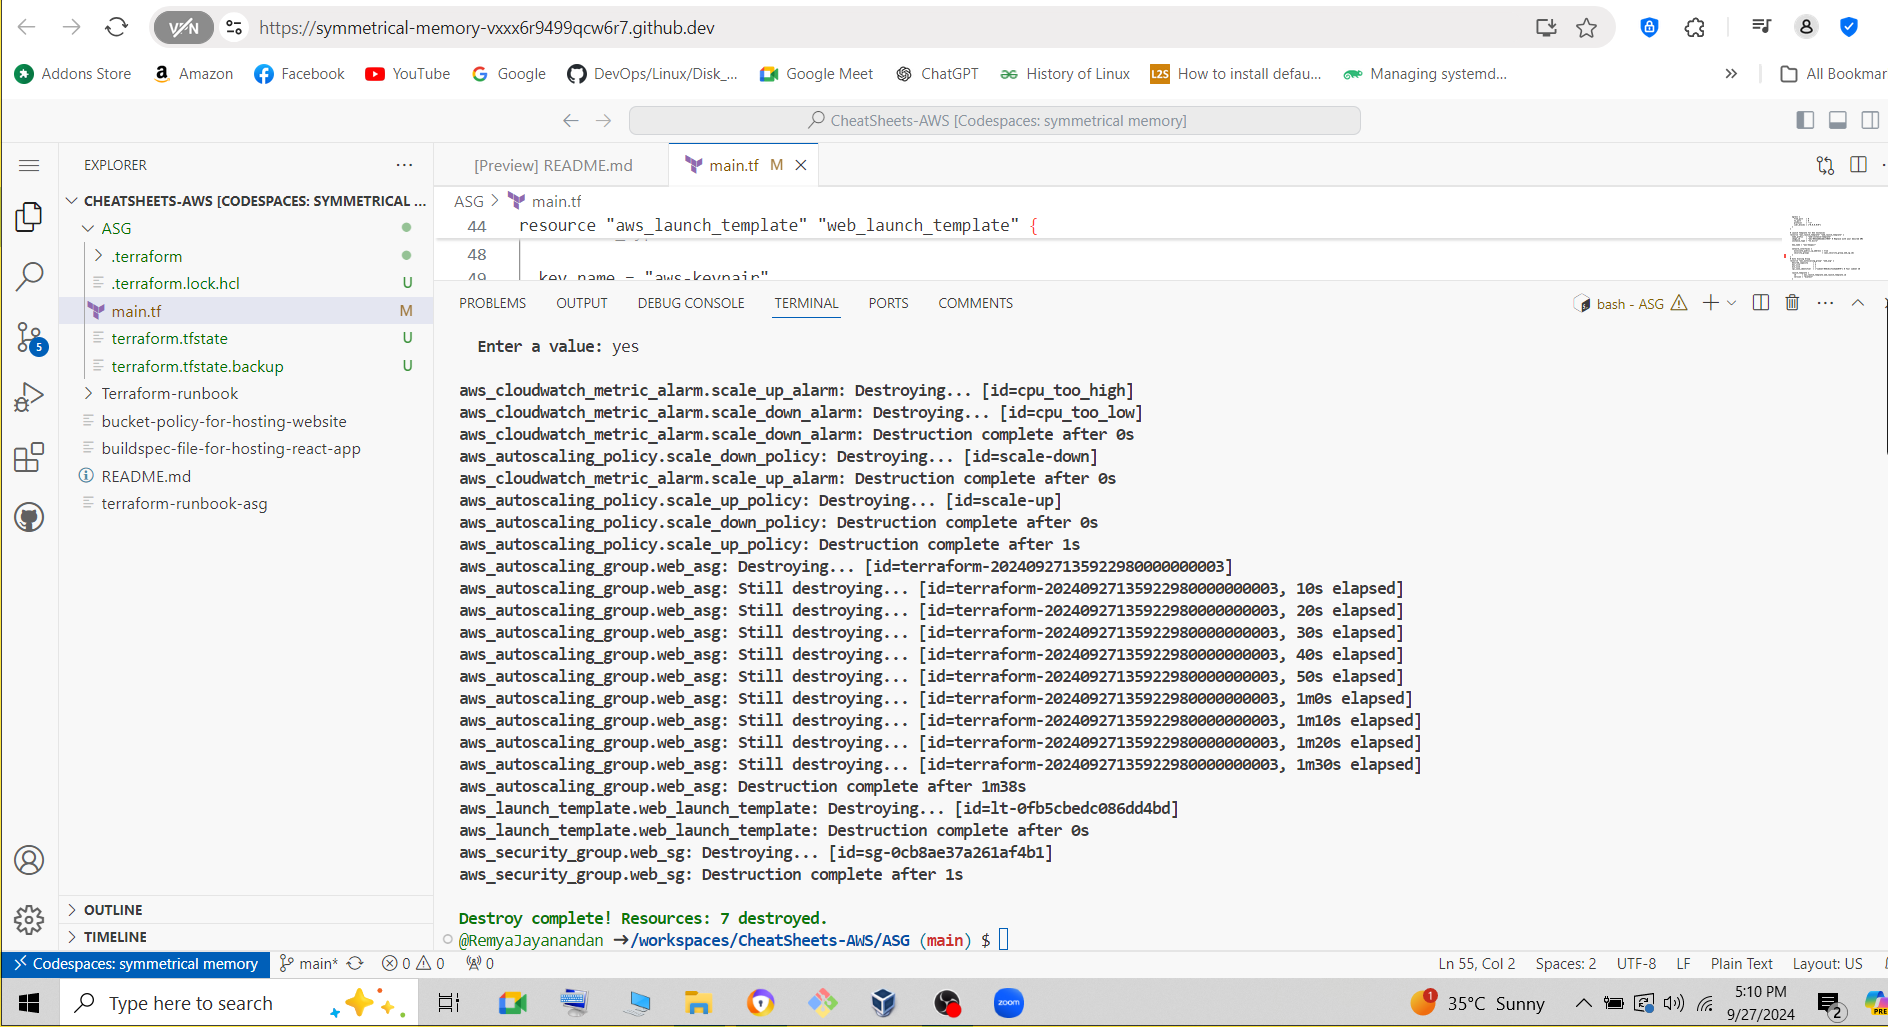 VPN
https://symmetrical-memory-vxxx6r9499qcw6r7.github.dev
Addons Store
Amazon
Facebook
YouTube
Google
DevOps/Linux/Disk_...
Google Meet
ChatGPT
History of Linux
L2S
How to install defau...
Managing systemd...
All Bookmar
CheatSheets-AWS [Codespaces: symmetrical memory]
EXPLORER
CHEATSHEETS-AWS [CODESPACES: SYMMETRICAL ...
ASG
.terraform
.terraform.lock.hcl U
main.tf M
terraform.tfstate U
terraform.tfstate.backup U
Terraform-runbook
bucket-policy-for-hosting-website
buildspec-file-for-hosting-react-app
README.md
terraform-runbook-asg
5
OUTLINE
TIMELINE
[Preview] README.md
main.tf M
ASG > main.tf
44 resource "aws_launch_template" "web_launch_template" {
48
49 key_name = "aws-keypair"
PROBLEMS OUTPUT DEBUG CONSOLE TERMINAL PORTS COMMENTS
bash - ASG
Enter a value: yes
aws_cloudwatch_metric_alarm.scale_up_alarm: Destroying... [id=cpu_too_high]
aws_cloudwatch_metric_alarm.scale_down_alarm: Destroying... [id=cpu_too_low]
aws_cloudwatch_metric_alarm.scale_down_alarm: Destruction complete after 0s
aws_autoscaling_policy.scale_down_policy: Destroying... [id=scale-down]
aws_cloudwatch_metric_alarm.scale_up_alarm: Destruction complete after 0s
aws_autoscaling_policy.scale_up_policy: Destroying... [id=scale-up]
aws_autoscaling_policy.scale_down_policy: Destruction complete after 0s
aws_autoscaling_policy.scale_up_policy: Destruction complete after 1s
aws_autoscaling_group.web_asg: Destroying... [id=terraform-20240927135922980000000003]
aws_autoscaling_group.web_asg: Still destroying... [id=terraform-20240927135922980000000003, 10s elapsed]
aws_autoscaling_group.web_asg: Still destroying... [id=terraform-20240927135922980000000003, 20s elapsed]
aws_autoscaling_group.web_asg: Still destroying... [id=terraform-20240927135922980000000003, 30s elapsed]
aws_autoscaling_group.web_asg: Still destroying... [id=terraform-20240927135922980000000003, 40s elapsed]
aws_autoscaling_group.web_asg: Still destroying... [id=terraform-20240927135922980000000003, 50s elapsed]
aws_autoscaling_group.web_asg: Still destroying... [id=terraform-20240927135922980000000003, 1m0s elapsed]
aws_autoscaling_group.web_asg: Still destroying... [id=terraform-20240927135922980000000003, 1m10s elapsed]
aws_autoscaling_group.web_asg: Still destroying... [id=terraform-20240927135922980000000003, 1m20s elapsed]
aws_autoscaling_group.web_asg: Still destroying... [id=terraform-20240927135922980000000003, 1m30s elapsed]
aws_autoscaling_group.web_asg: Destruction complete after 1m38s
aws_launch_template.web_launch_template: Destroying... [id=lt-0fb5cbedc086dd4bd]
aws_launch_template.web_launch_template: Destruction complete after 0s
aws_security_group.web_sg: Destroying... [id=sg-0cb8ae37a261af4b1]
aws_security_group.web_sg: Destruction complete after 1s
Destroy complete! Resources: 7 destroyed.
@RemyaJayanandan →/workspaces/CheatSheets-AWS/ASG (main) $
Codespaces: symmetrical memory main* 0 0 0
Ln 55, Col 2 Spaces: 2 UTF-8 LF Plain Text Layout: US
Type here to search
zoom
1
35°C Sunny
5:10 PM
9/27/2024
2
PRE